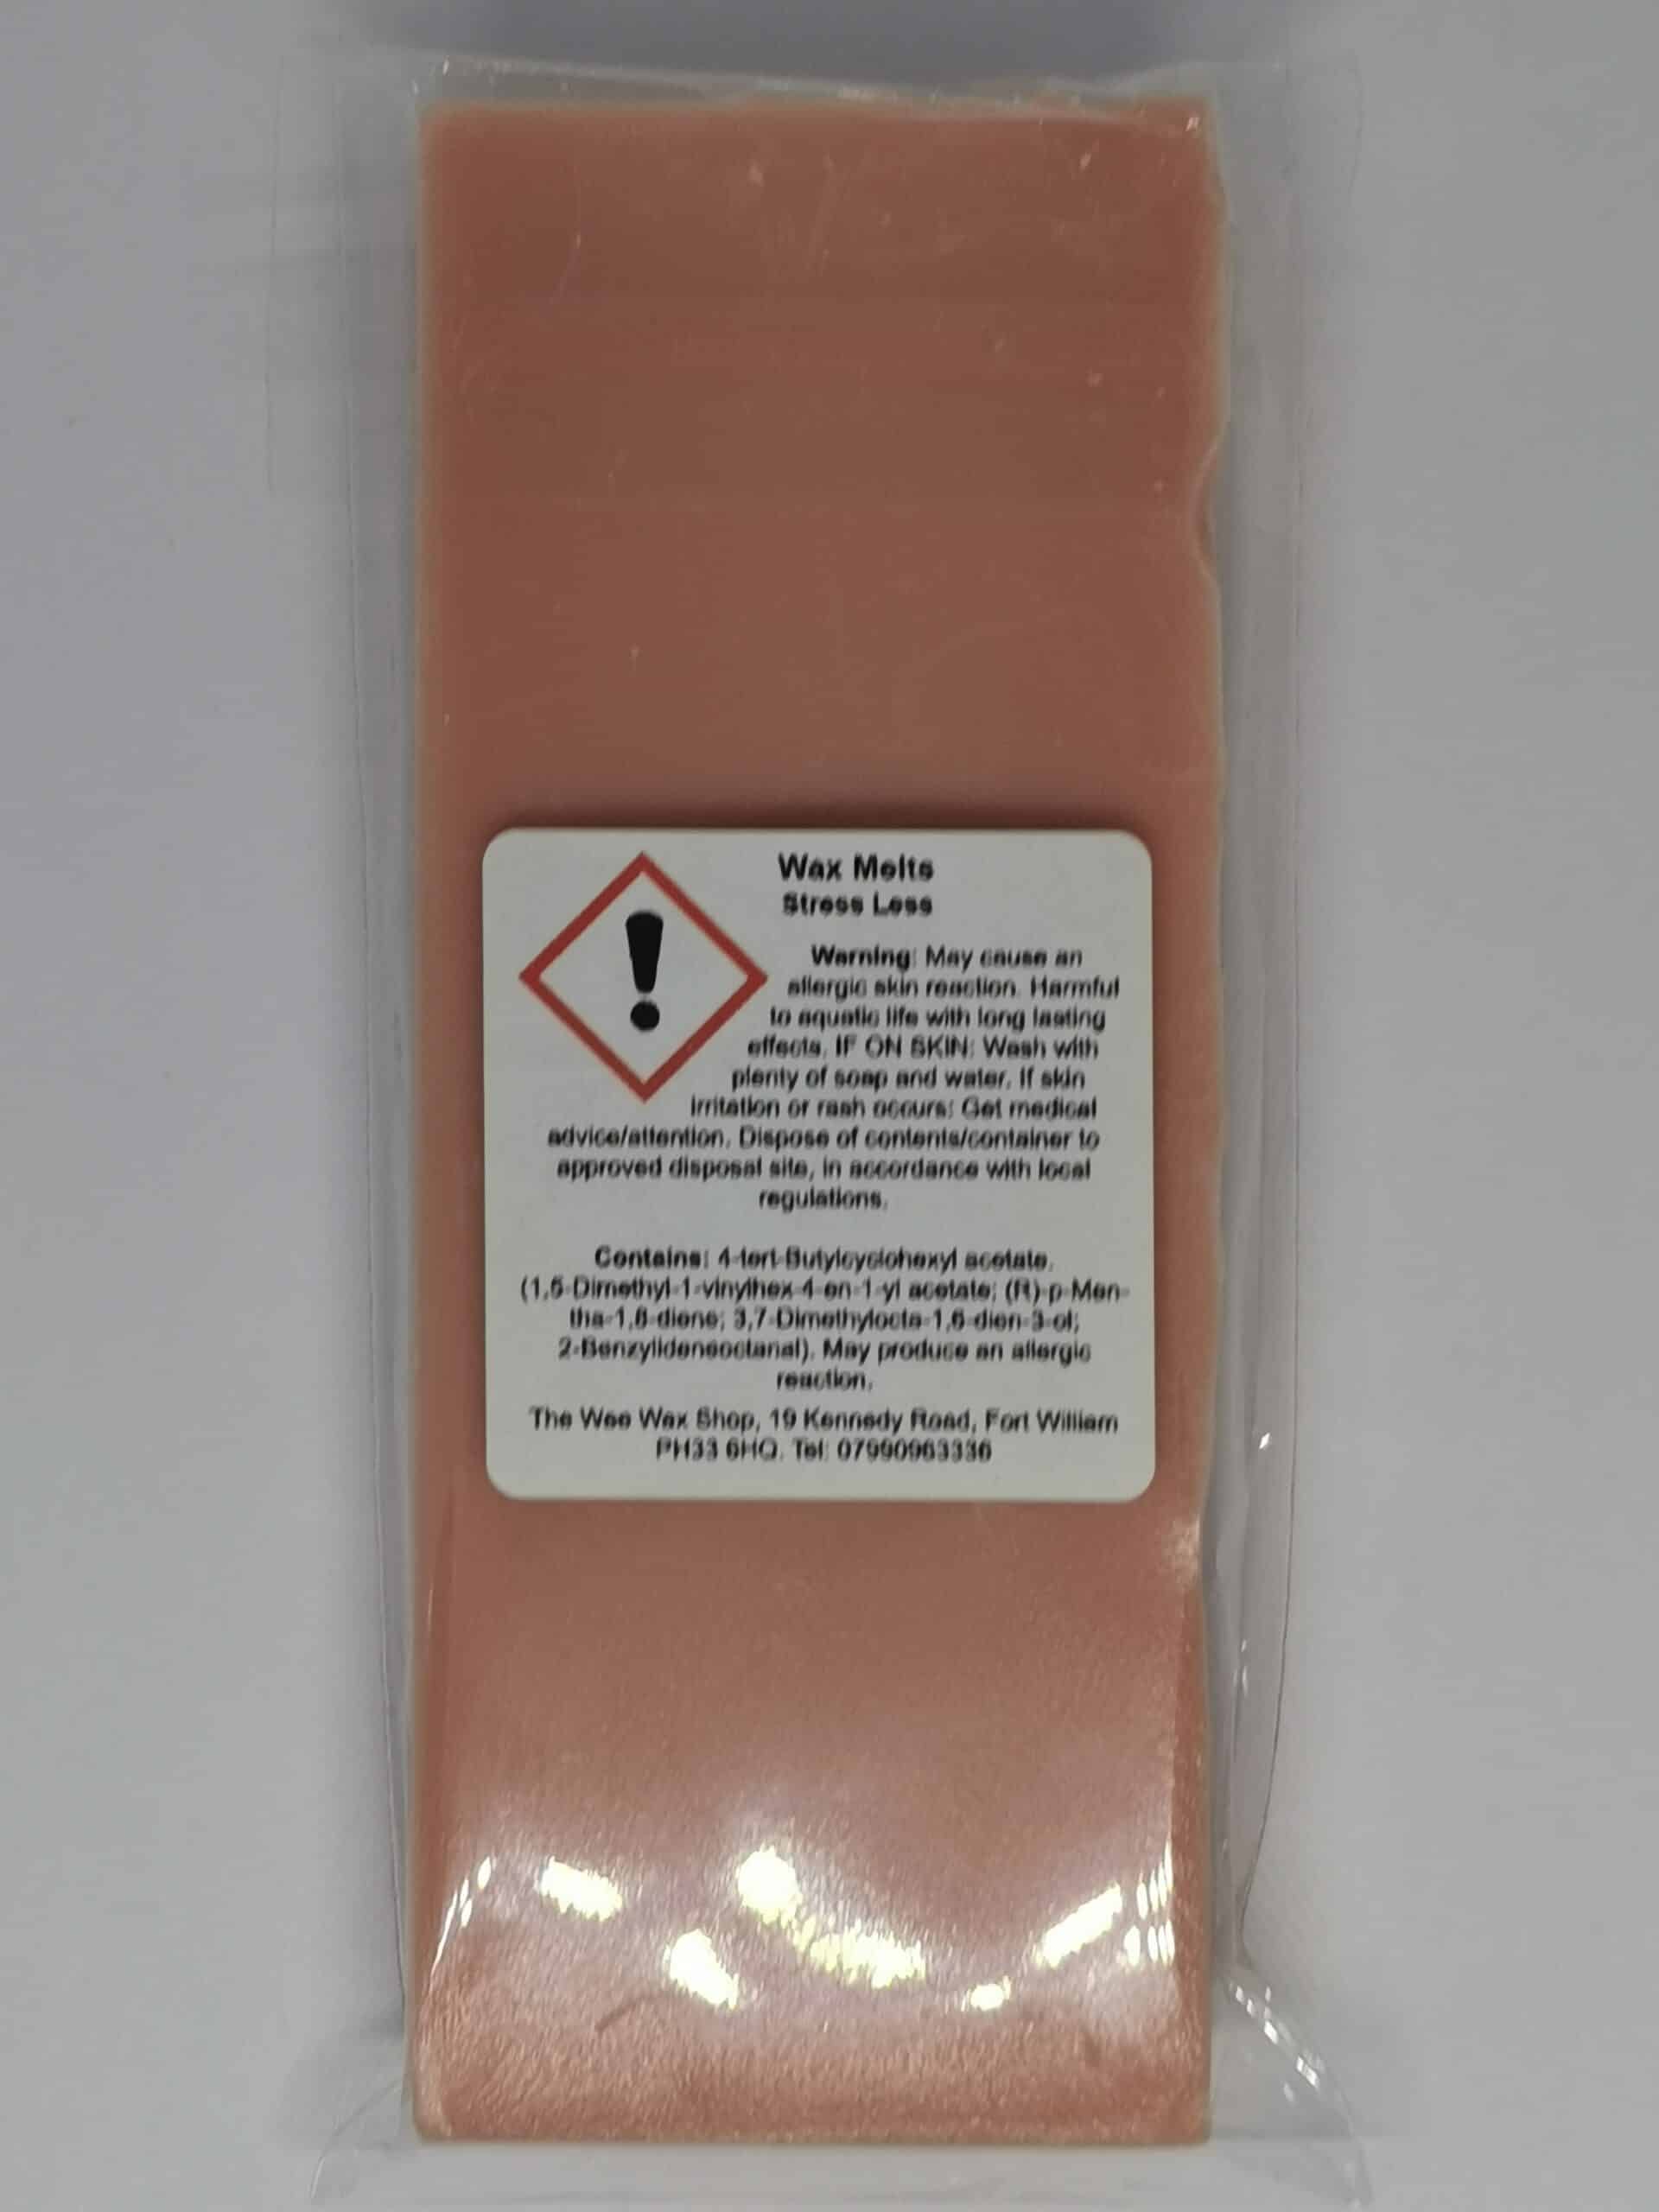 Wax Melts
Stress Less
Warning: May cause an
allergic skin reaction. Harmful
to aquatic life with long lasting
effects. IF ON SKIN: Wash with
plenty of soap and water. If skin
irritation or rash occurs: Get medical
advice/attention. Dispose of contents/container to
approved disposal site, in accordance with local
regulations.
Contains: 4-tert-Butylcyclohexyl acetate.
(1,5-Dimethyl-1-vinylhex-4-en-1-yl acetate; (R)-p-Men-
tha-1,8-diene; 3,7-Dimethylocta-1,6-dien-3-ol;
2-Benzylideneoctanal). May produce an allergic
reaction.
The Wee Wax Shop, 19 Kennedy Road, Fort William
PH33 6HQ. Tel: 07990963336